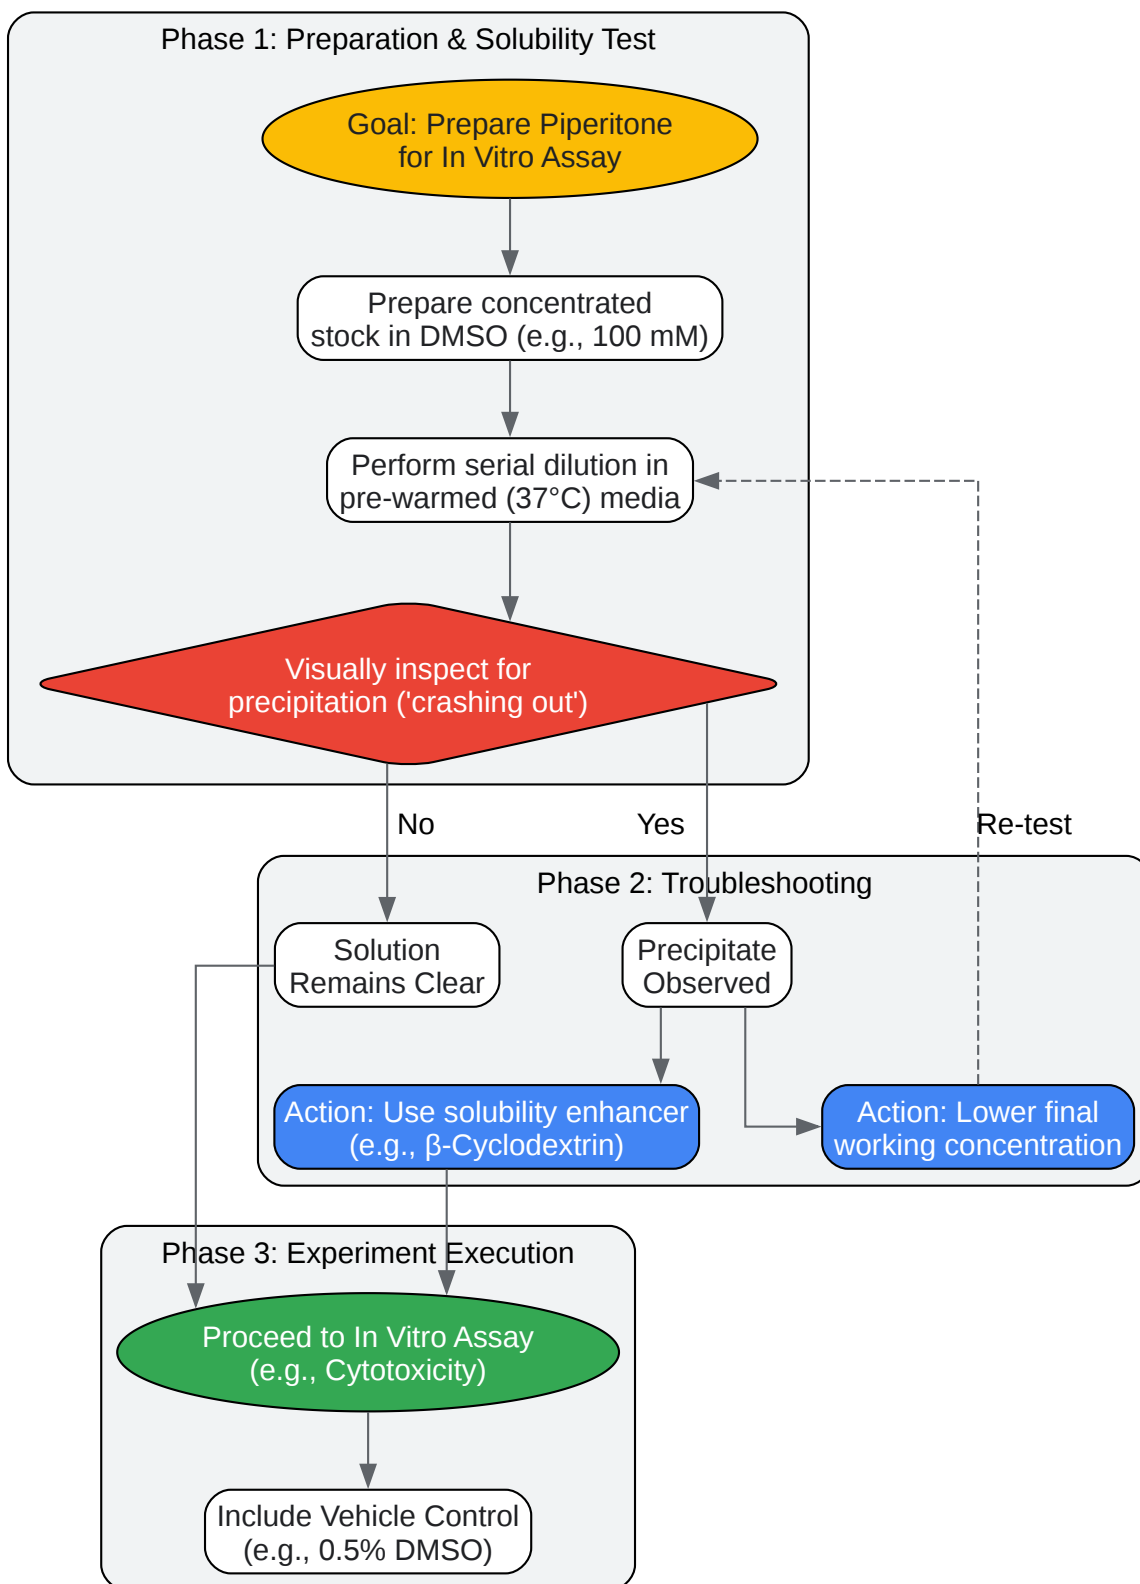 Phase 1: Preparation & Solubility Test
Goal: Prepare Piperitone
for In Vitro Assay
Prepare concentrated
stock in DMSO (e.g., 100 mM)
Perform serial dilution in
pre-warmed (37°C) media
Visually inspect for
precipitation ('crashing out')
No
Yes
Re-test
Phase 2: Troubleshooting
Solution
Remains Clear
Precipitate
Observed
Action: Use solubility enhancer
(e.g., β-Cyclodextrin)
Action: Lower final
working concentration
Phase 3: Experiment Execution
Proceed to In Vitro Assay
(e.g., Cytotoxicity)
Include Vehicle Control
(e.g., 0.5% DMSO)